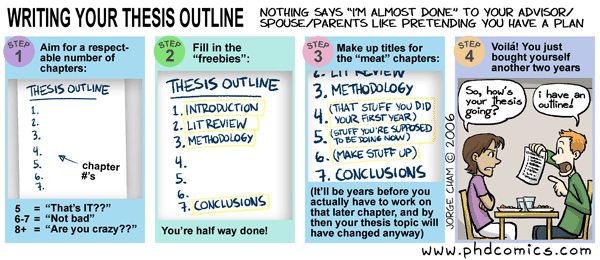 WRITING YOUR THESIS OUTLINE
NOTHING SAYS "I'M ALMOST DONE" TO YOUR ADVISOR/
SPOUSE/PARENTS LIKE PRETENDING YOU HAVE A PLAN
STEP
1
Aim for a respect-
able number of
chapters:
THESIS OUTLINE
1.
2.
3.
4.
5.
6.
7.
chapter
#'s
5 = "That's IT??"
6-7 = "Not bad"
8+ = "Are you crazy??"
STEP
2
Fill in the
"freebies":
THESIS OUTLINE
1. INTRODUCTION
2. LIT REVIEW
3. METHODOLOGY
4.
5.
6.
7. CONCLUSIONS
You're half way done!
STEP
3
Make up titles for
the "meat" chapters:
2. LIT REVIEW
3. METHODOLOGY
4. (THAT STUFF YOU DID
YOUR FIRST YEAR)
5. (STUFF YOU'RE SUPPOSED
TO BE DOING NOW)
6. (MAKE STUFF UP)
7. CONCLUSIONS
(It'll be years before you
actually have to work on
that later chapter, and by
then your thesis topic will
have changed anyway)
STEP
4
Voilá! You just
bought yourself
another two years
So, how's
your thesis
going?
i have an
outline!
JORGE CHAM © 2006
www.phdcomics.com